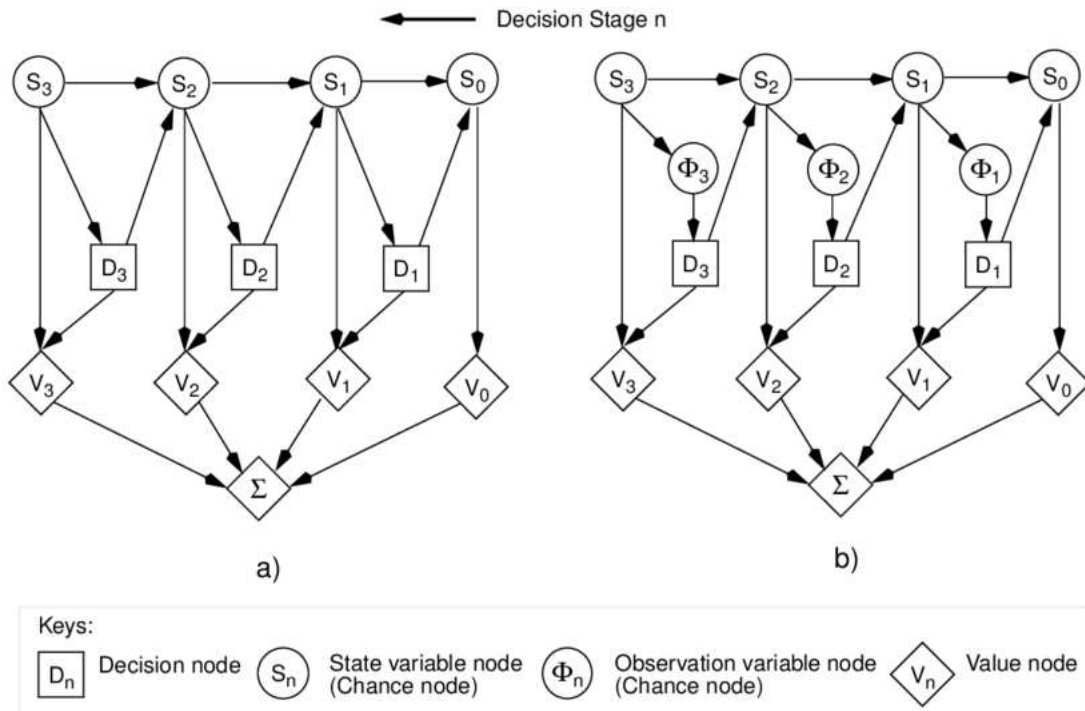 Decision Stage n
S3 S2 S1 S0
D3 D2 D1
V3 V2 V1 V0
Σ
a)
S3 S2 S1 S0
Φ3 Φ2 Φ1
D3 D2 D1
V3 V2 V1 V0
Σ
b)
Keys:
Dn Decision node
Sn State variable node
(Chance node)
Φn Observation variable node
(Chance node)
Vn Value node